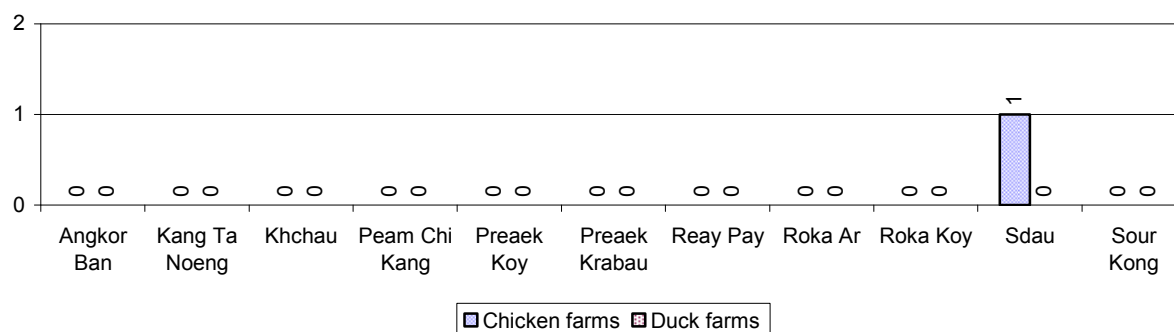 2
1
0
0 0 0 0 0 0 0 0 0 0 0 0 0 0 0 0 0 0 1 0 0 0
Angkor Ban
Kang Ta Noeng
Khchau
Peam Chi Kang
Preaek Koy
Preaek Krabau
Reay Pay
Roka Ar
Roka Koy
Sdau
Sour Kong
Chicken farms Duck farms